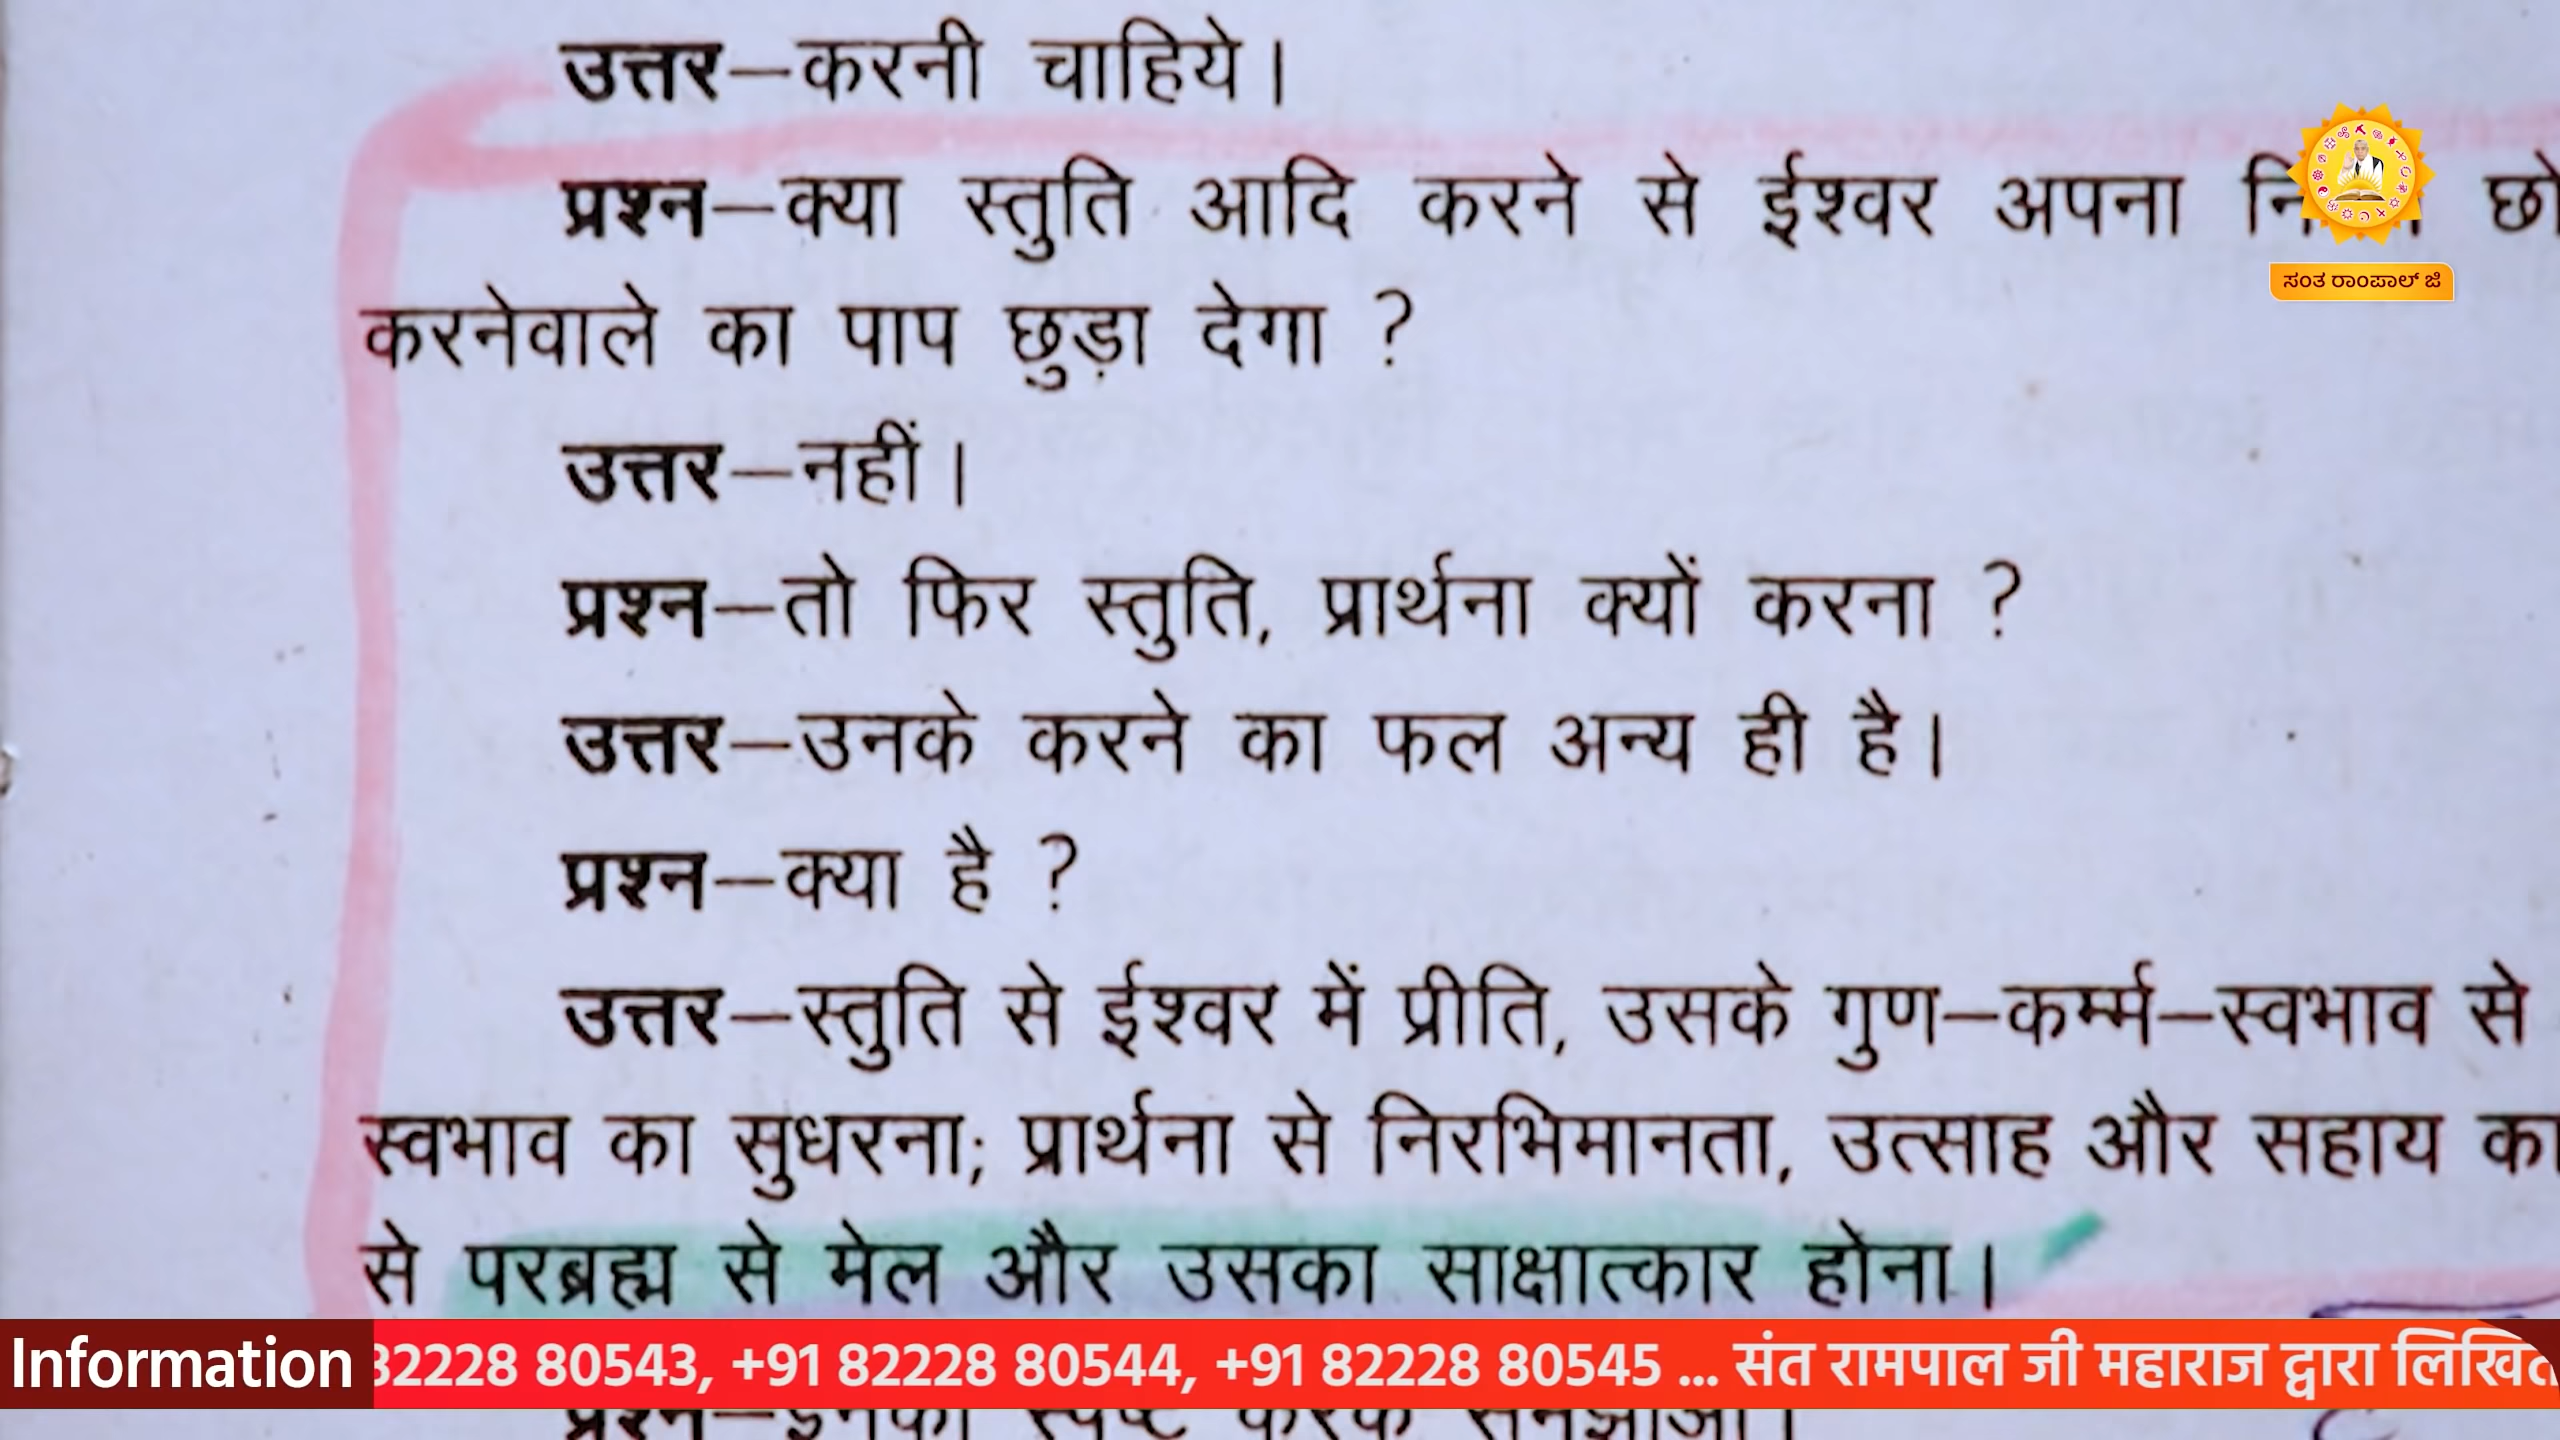 उत्तर—करनी चाहिये।
प्रश्न—क्या स्तुति आदि करने से ईश्वर अपना
करनेवाले का पाप छुड़ा देगा ?
उत्तर—नहीं।
प्रश्न—तो फिर स्तुति, प्रार्थना क्यों करना ?
उत्तर—उनके करने का फल अन्य ही है।
प्रश्न—क्या है ?
उत्तर—स्तुति से ईश्वर में प्रीति, उसके गुण—कर्म्म—स्वभाव से
स्वभाव का सुधरना; प्रार्थना से निरभिमानता, उत्साह और सहाय का
से परब्रह्म से मेल और उसका साक्षात्कार होना।
ಸಂತ ರಾಂಪಾಲ್ ಜಿ
Information 82228 80543, +91 82228 80544, +91 82228 80545 ... संत रामपाल जी महाराज द्वारा लिखित